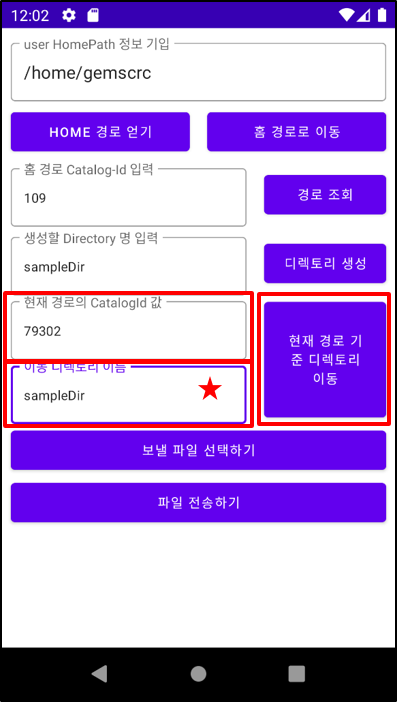 12:02
user HomePath 정보 기입
/home/gemscrc
HOME 경로 얻기
홈 경로로 이동
홈 경로 Catalog-Id 입력
109
경로 조회
생성할 Directory 명 입력
sampleDir
디렉토리 생성
현재 경로의 CatalogId 값
79302
현재 경로 기
준 디렉토리
이동
이동 디렉토리 이름
sampleDir
보낼 파일 선택하기
파일 전송하기